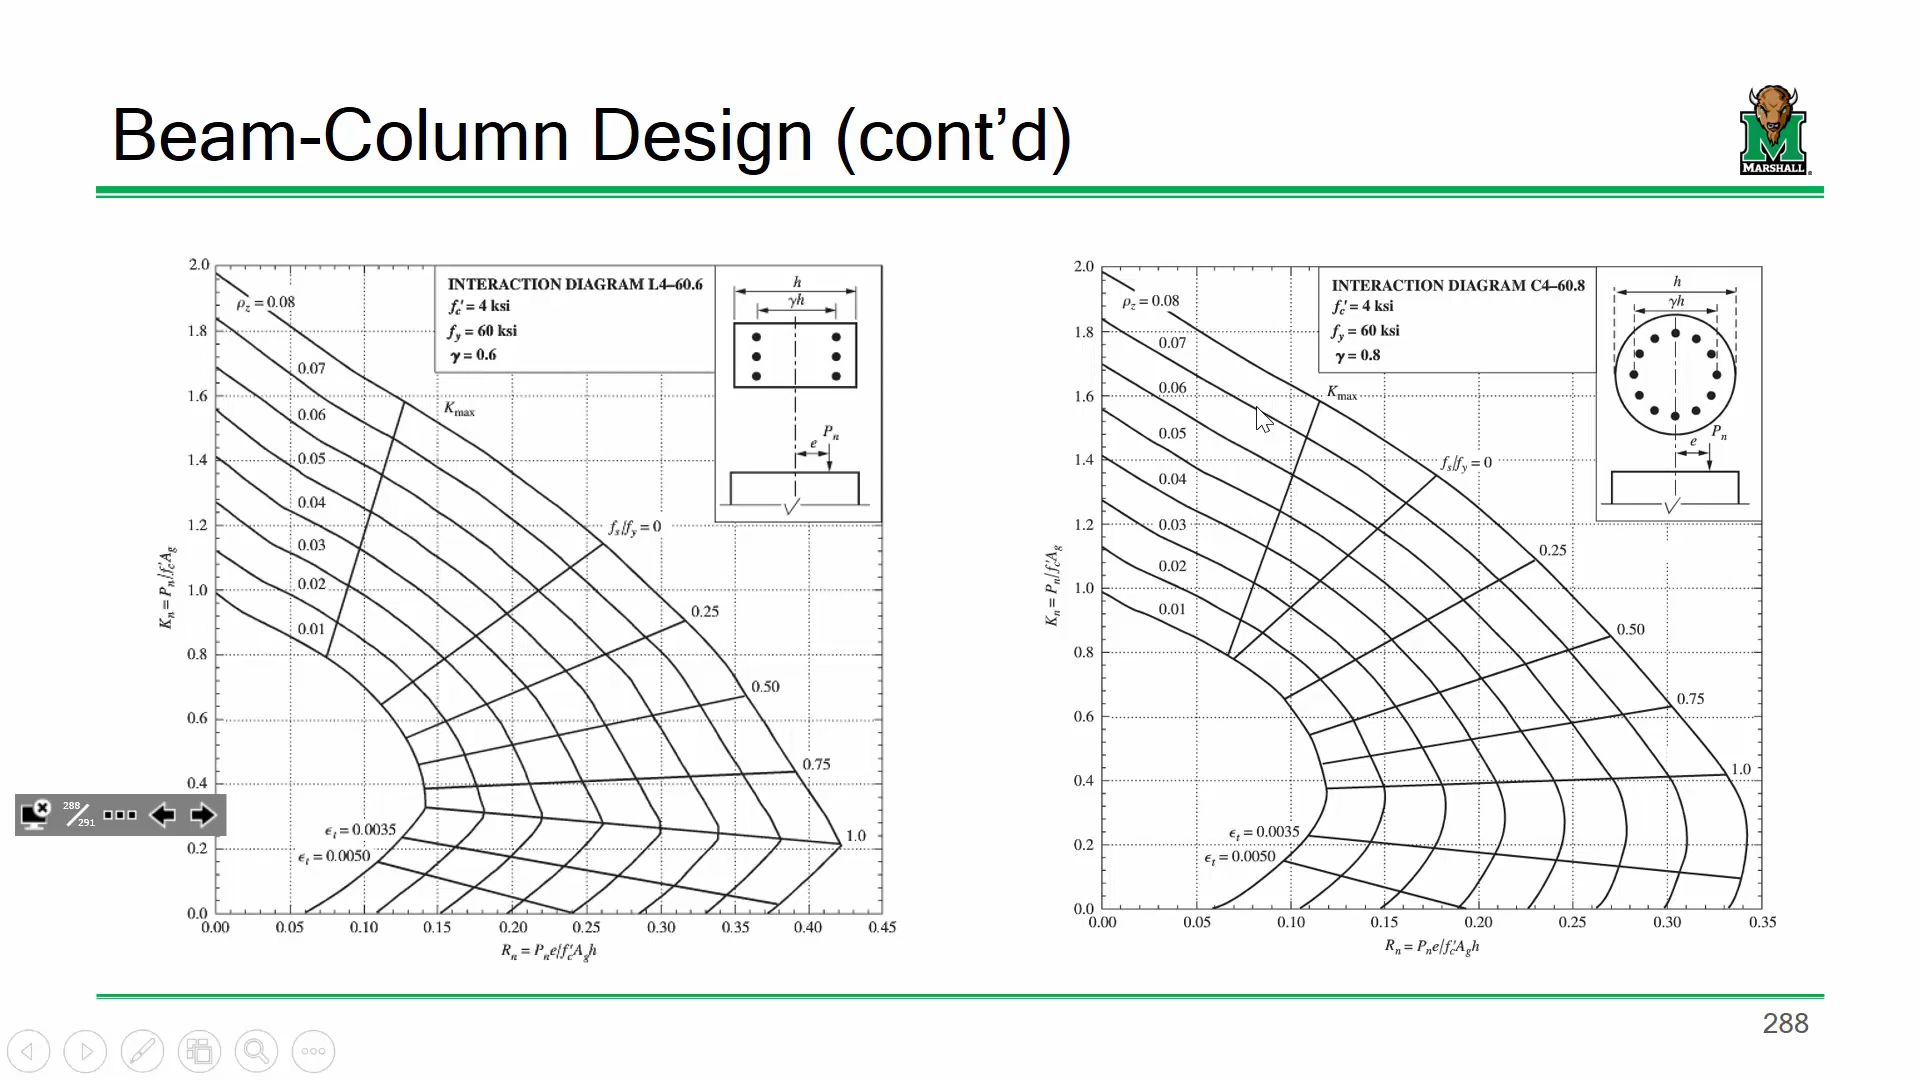 Beam-Column Design (cont’d)
MARSHALL
INTERACTION DIAGRAM L4–60.6
f′c = 4 ksi
fy = 60 ksi
γ = 0.6
h
γh
e
Pn
ρz = 0.08
0.07
0.06
0.05
0.04
0.03
0.02
0.01
Kmax
fs/fy = 0
0.25
0.50
0.75
1.0
ϵt = 0.0035
ϵt = 0.0050
2.0
1.8
1.6
1.4
1.2
1.0
0.8
0.6
0.4
0.2
0.0
Kn = Pn/f′cAg
0.00 0.05 0.10 0.15 0.20 0.25 0.30 0.35 0.40 0.45
Rn = Pne/f′cAgh
INTERACTION DIAGRAM C4–60.8
f′c = 4 ksi
fy = 60 ksi
γ = 0.8
h
γh
e
Pn
ρz = 0.08
0.07
0.06
0.05
0.04
0.03
0.02
0.01
Kmax
fs/fy = 0
0.25
0.50
0.75
1.0
ϵt = 0.0035
ϵt = 0.0050
2.0
1.8
1.6
1.4
1.2
1.0
0.8
0.6
0.4
0.2
0.0
Kn = Pn/f′cAg
0.00 0.05 0.10 0.15 0.20 0.25 0.30 0.35
Rn = Pne/f′cAgh
288/291
288